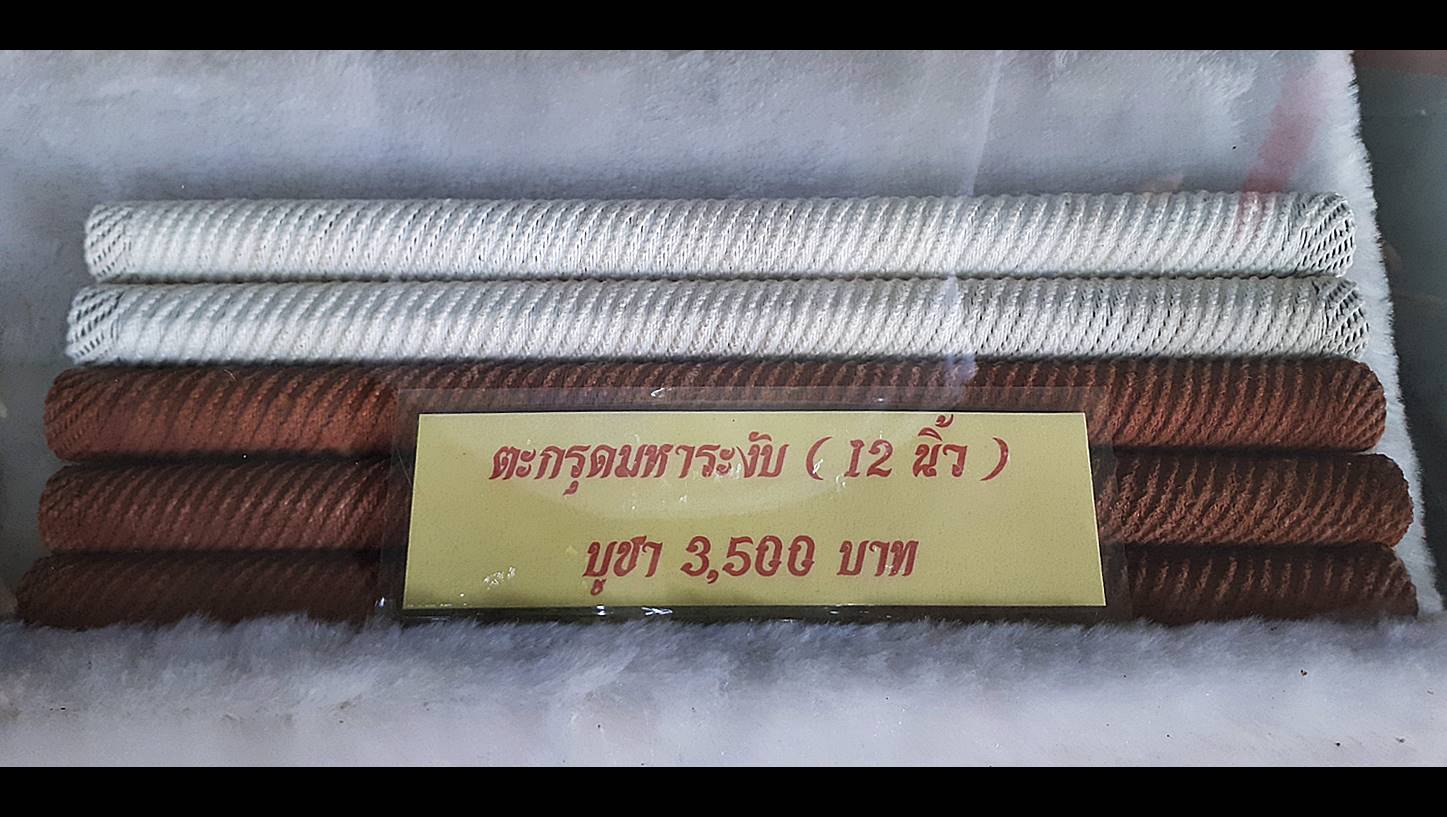 ตะกรุดมหาระงับ ( 12 นิ้ว )
บูชา 3,500 บาท